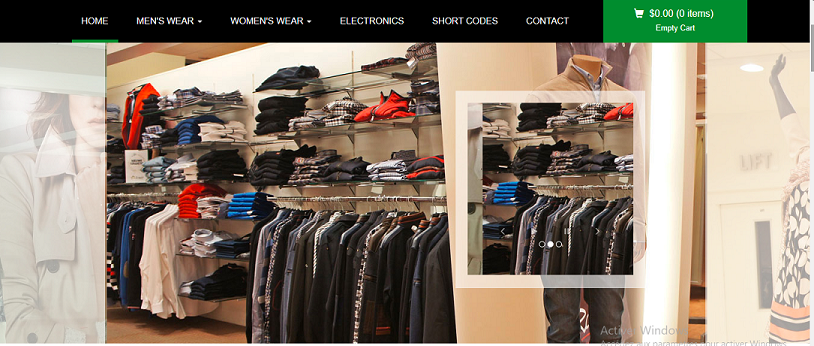 HOME MEN'S WEAR WOMEN'S WEAR ELECTRONICS SHORT CODES CONTACT
$0.00 (0 items)
Empty Cart
LIFT
Activer Windows
Accédez aux paramètres pour activer Windows